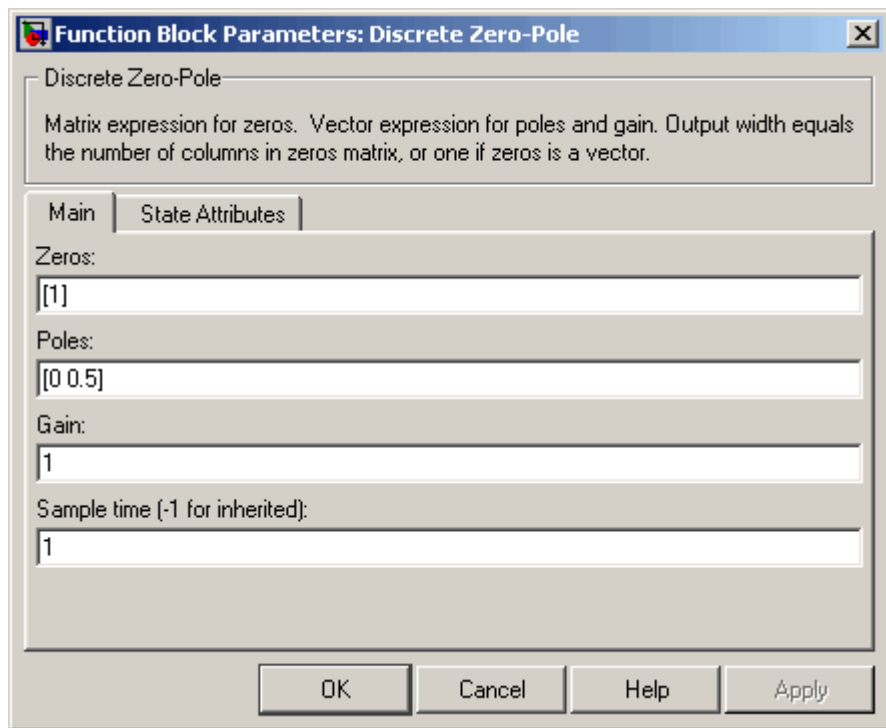 Function Block Parameters: Discrete Zero-Pole
Discrete Zero-Pole
Matrix expression for zeros.  Vector expression for poles and gain. Output width equals
the number of columns in zeros matrix, or one if zeros is a vector.
Main State Attributes
Zeros:
[1]
Poles:
[0 0.5]
Gain:
1
Sample time (-1 for inherited):
1
OK Cancel Help Apply